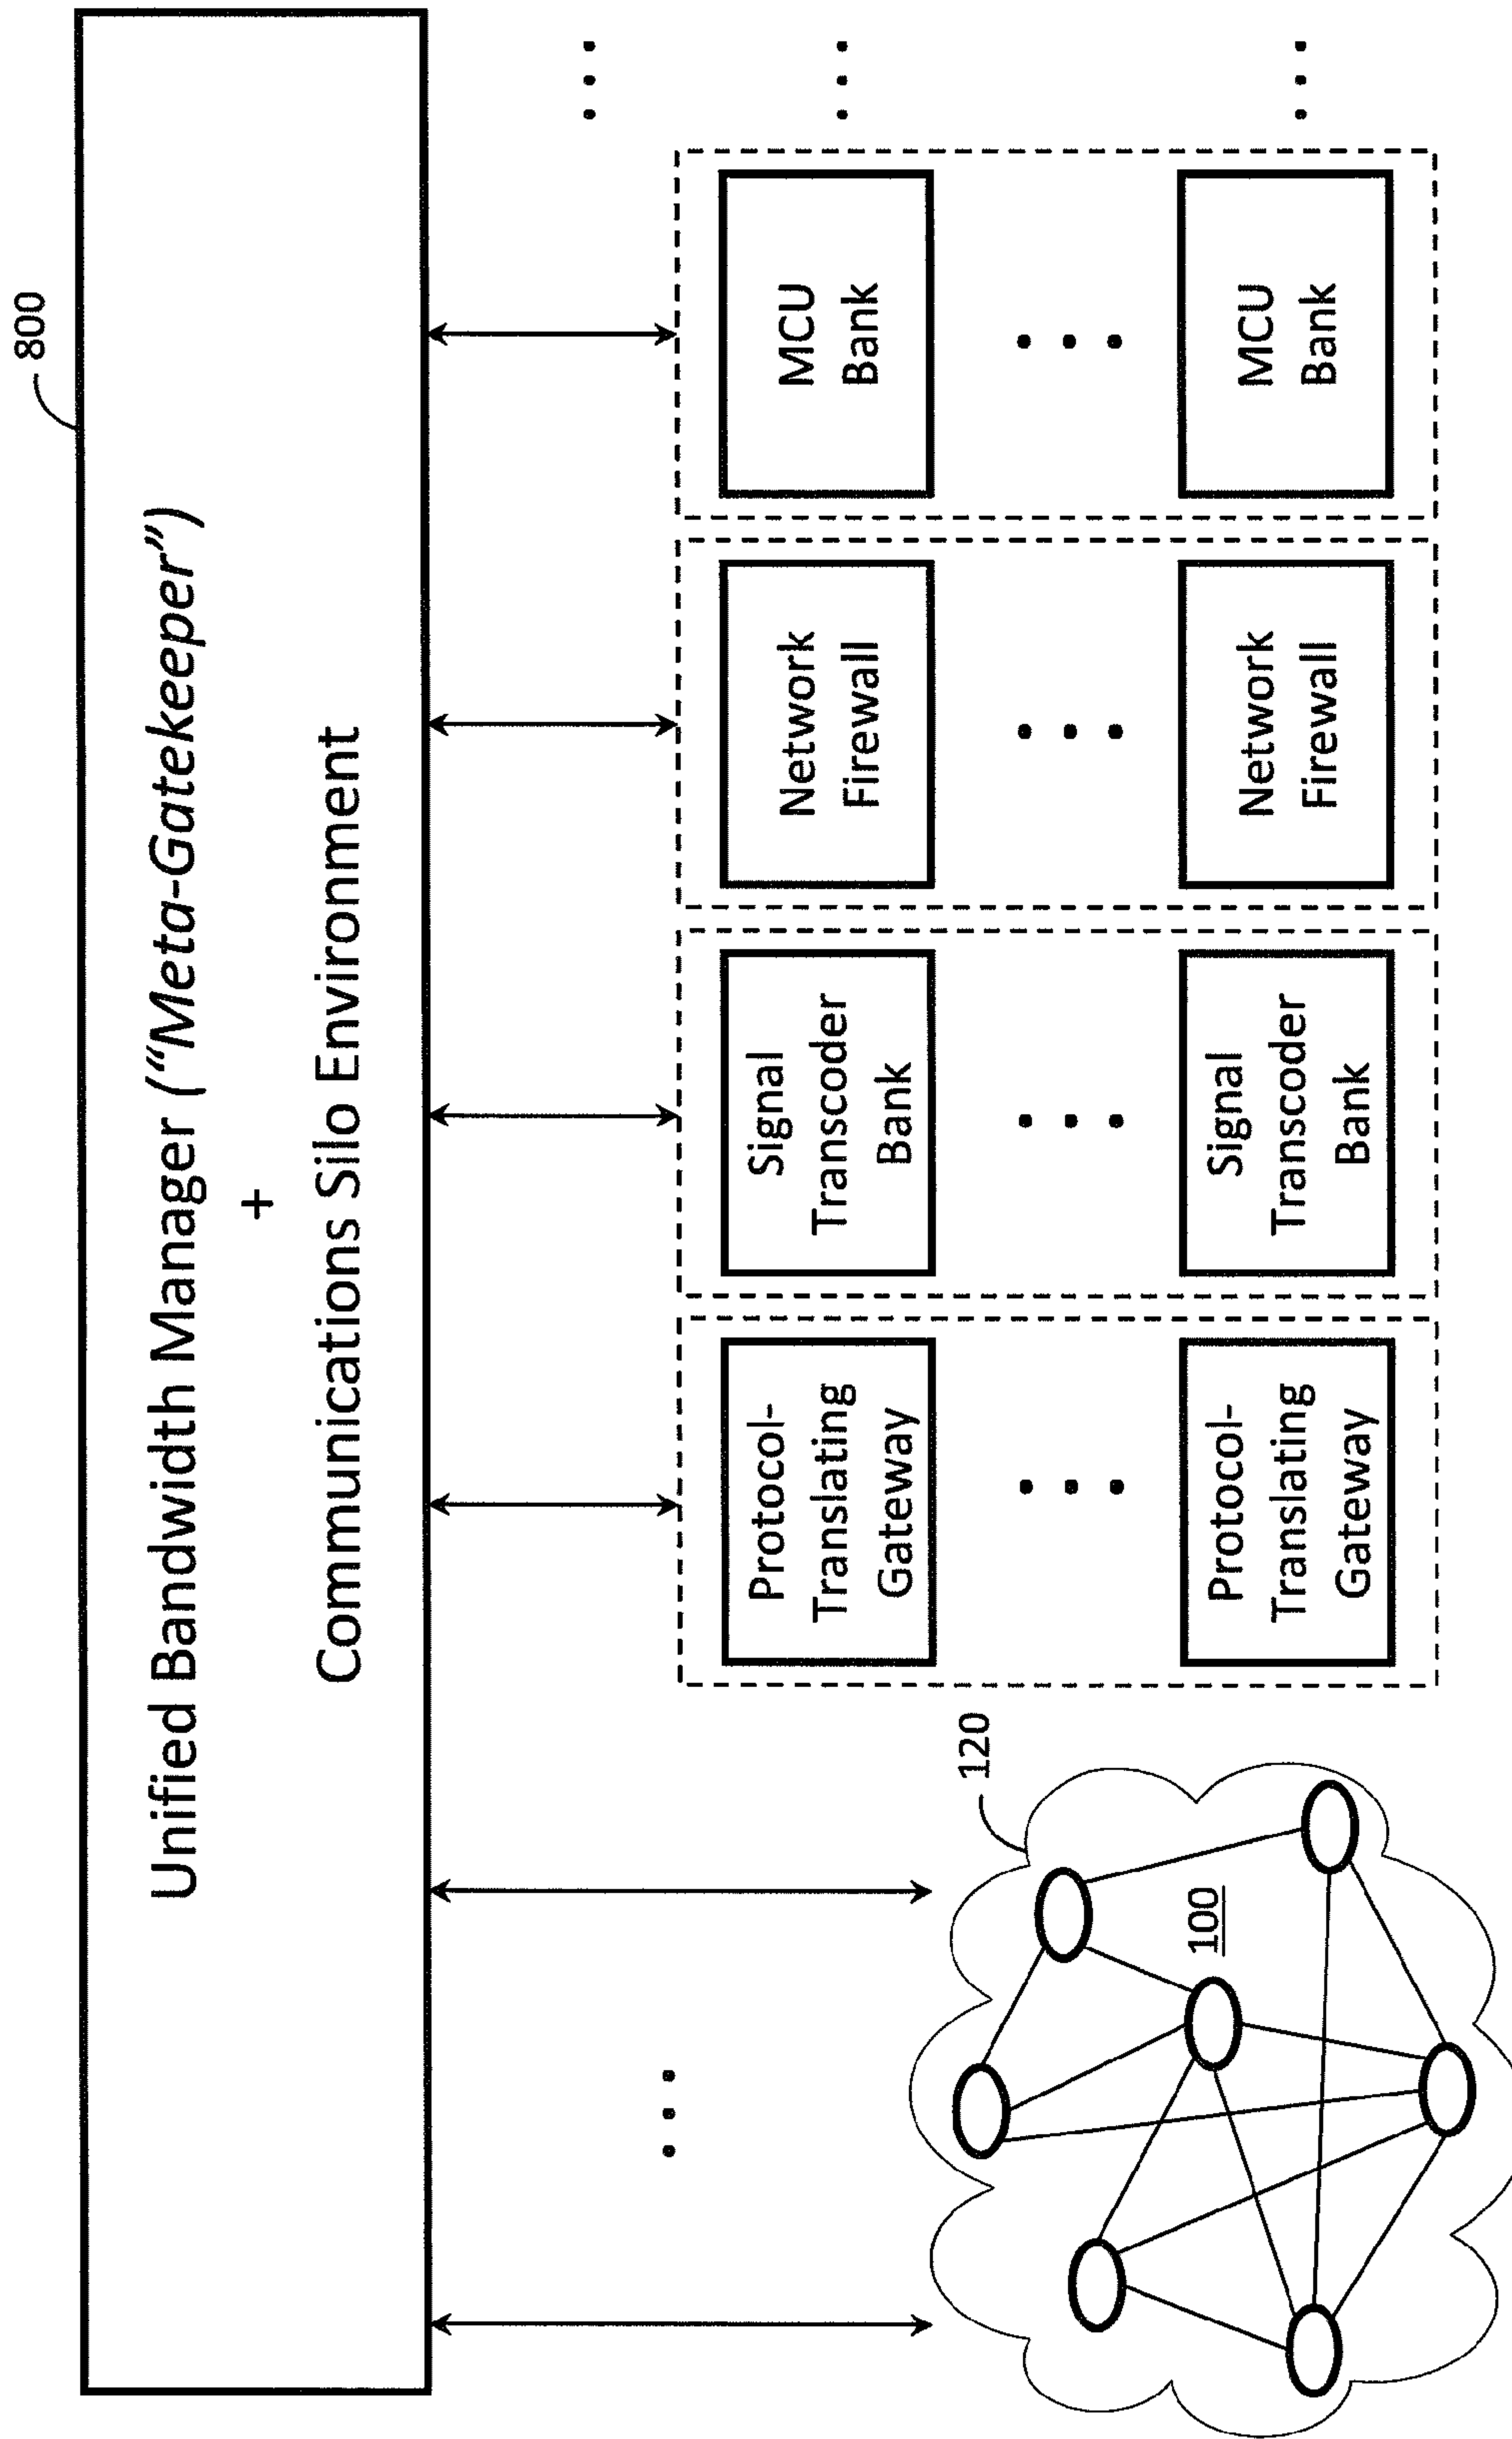 800
Unified Bandwidth Manager (“Meta-Gatekeeper”)
+
Communications Silo Environment
120
100
Protocol-
Translating
Gateway
Signal
Transcoder
Bank
Network
Firewall
MCU
Bank
Protocol-
Translating
Gateway
Signal
Transcoder
Bank
Network
Firewall
MCU
Bank